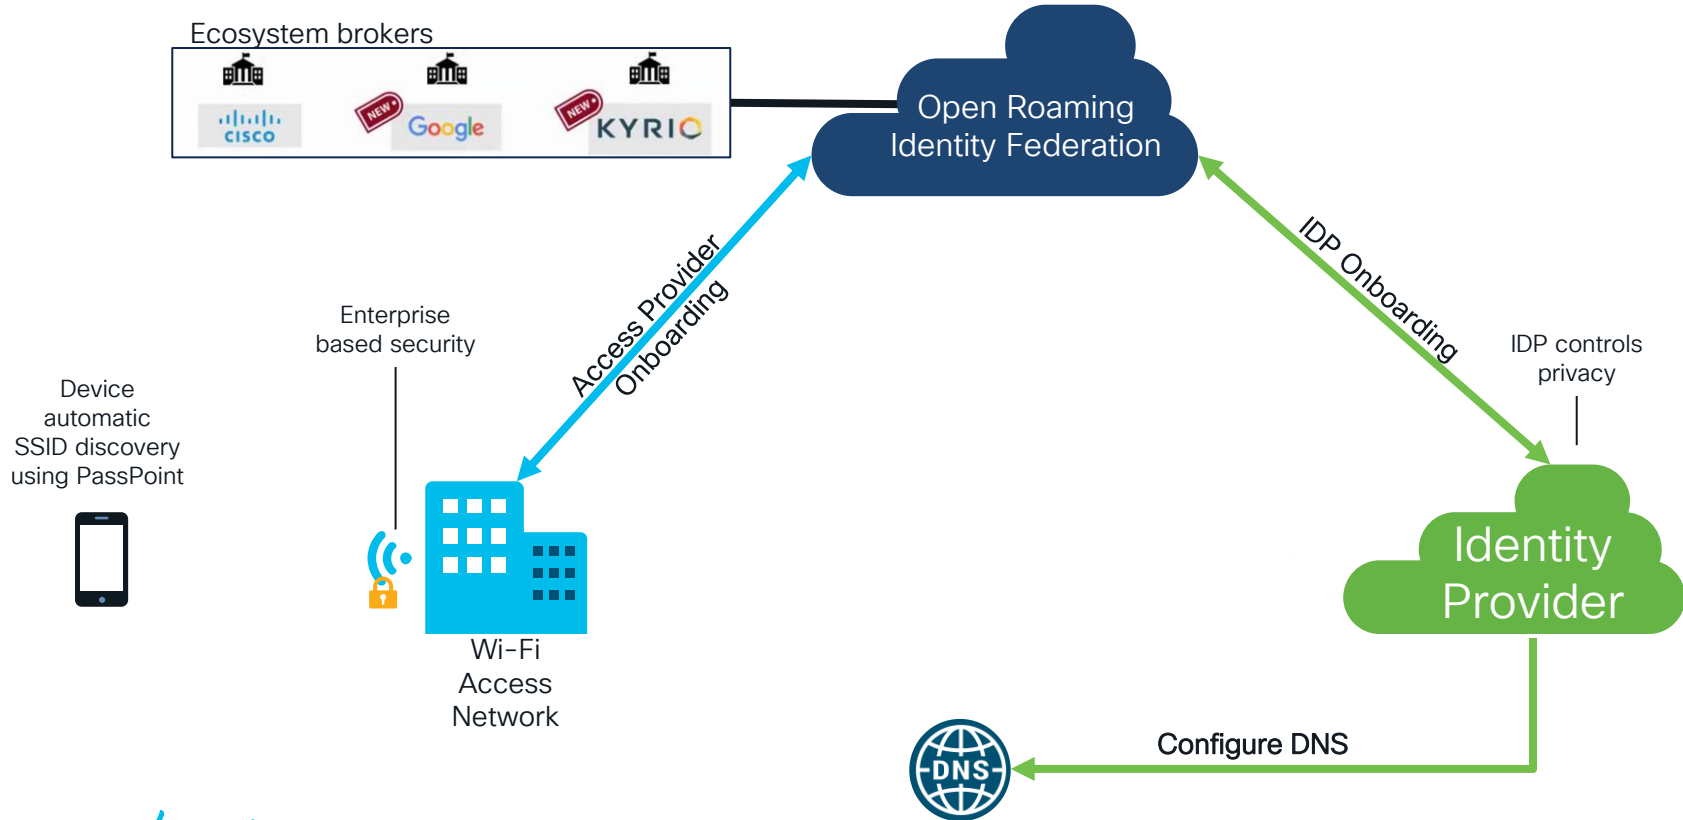 Ecosystem brokers
CISCO
NEW
Google
NEW
KYRIO
Open Roaming
Identity Federation
Access Provider
Onboarding
IDP Onboarding
Enterprise
based security
IDP controls
privacy
Device
automatic
SSID discovery
using PassPoint
Identity
Provider
Wi-Fi
Access
Network
Configure DNS
DNS